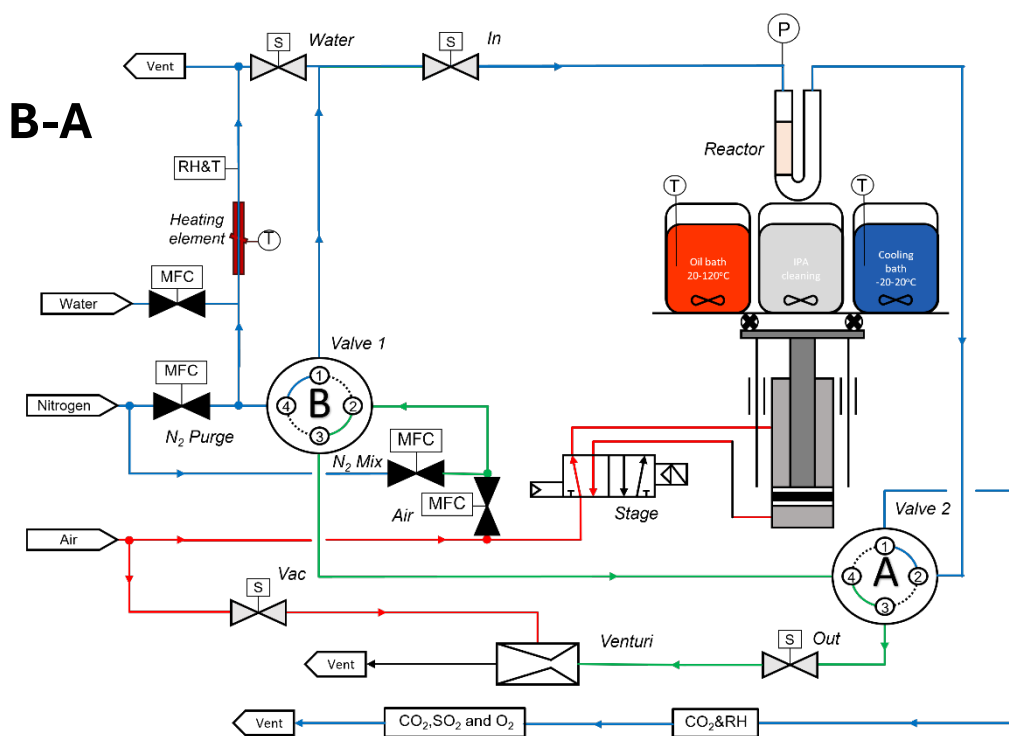 Water
In
S
S
P
Vent
B-A
RH&T
Reactor
T
T
Heating
element
T
Oil bath
20-120°C
IPA
cleaning
Cooling
bath
-20-20°C
MFC
Water
Valve 1
MFC
1
Nitrogen
4
B
2
3
N2 Purge
N2 Mix
MFC
MFC
Air
Stage
Valve 2
Air
1
4
A
2
3
Vac
S
Venturi
Out
S
Vent
Vent
CO2,SO2 and O2
CO2&RH